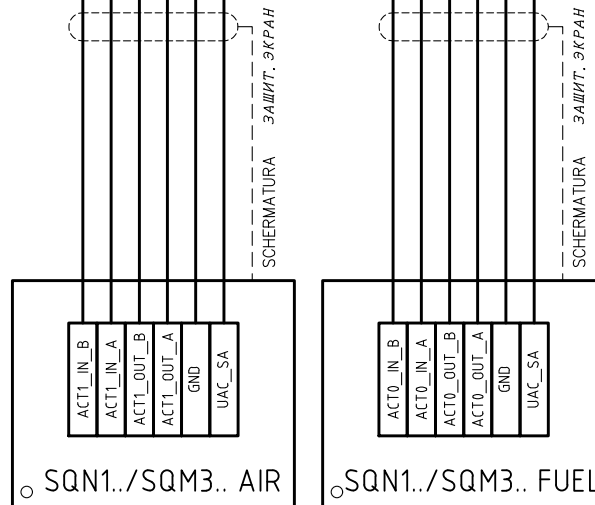 ЗАЩИТ. ЭКРАН
SCHERMATURA
ЗАЩИТ. ЭКРАН
SCHERMATURA
ACT1_IN_B
ACT1_IN_A
ACT1_OUT_B
ACT1_OUT_A
GND
UAC_SA
ACT0_IN_B
ACT0_IN_A
ACT0_OUT_B
ACT0_OUT_A
GND
UAC_SA
SQN1../SQM3.. AIR
SQN1../SQM3.. FUEL